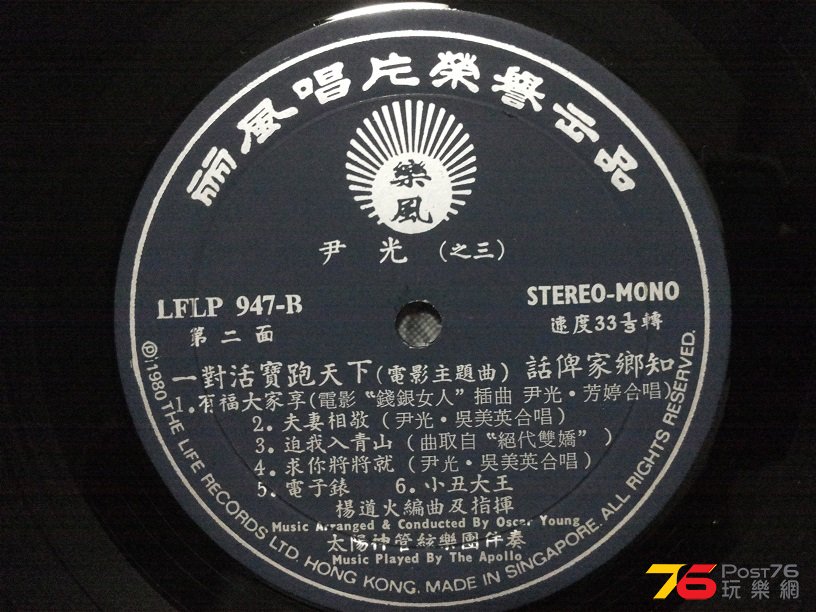 丽風唱片榮譽出品
樂風
尹光 (之三)
LFLP 947-B
第二面
STEREO-MONO
速度33⅓轉
一對活寶跑天下(電影主題曲) 話俾家鄉知
1.有福大家享(電影〝錢銀女人〞插曲 尹光·芳婷合唱)
2.夫妻相敬(尹光·吳美英合唱)
3.迫我入青山(曲取自〝絕代雙嬌〞)
4.求你將將就(尹光·吳美英合唱)
5.電子錶 6.小丑大王
楊道火編曲及指揮
Music Arranged & Conducted By Oscar Young
太陽神管絃樂團伴奏
Music Played By The Apollo
℗1980 THE LIFE RECORDS LTD. HONG KONG. MADE IN SINGAPORE. ALL RIGHTS RESERVED.
76 Post76
玩樂網